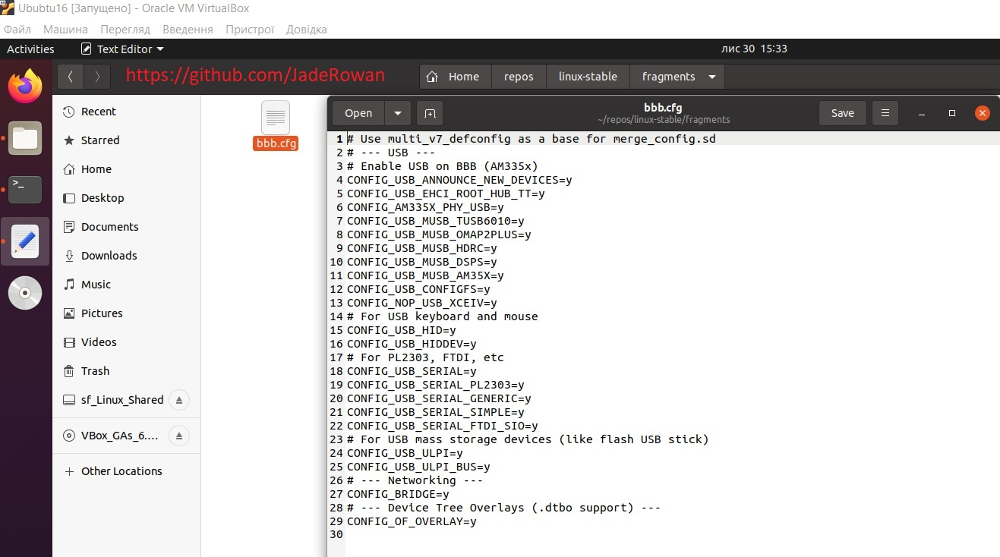 Ububtu16 [Запущено] - Oracle VM VirtualBox
Файл Машина Перегляд Введення Пристрої Довідка
Activities Text Editor лис 30 15:33
https://github.com/JadeRowan Home repos linux-stable fragments
Recent
Starred
Home
Desktop
Documents
Downloads
Music
Pictures
Videos
Trash
sf_Linux_Shared
VBox_GAs_6....
+ Other Locations
bbb.cfg
Open bbb.cfg Save
~/repos/linux-stable/fragments
1 # Use multi_v7_defconfig as a base for merge_config.sd
2 # --- USB ---
3 # Enable USB on BBB (AM335x)
4 CONFIG_USB_ANNOUNCE_NEW_DEVICES=y
5 CONFIG_USB_EHCI_ROOT_HUB_TT=y
6 CONFIG_AM335X_PHY_USB=y
7 CONFIG_USB_MUSB_TUSB6010=y
8 CONFIG_USB_MUSB_OMAP2PLUS=y
9 CONFIG_USB_MUSB_HDRC=y
10 CONFIG_USB_MUSB_DSPS=y
11 CONFIG_USB_MUSB_AM35X=y
12 CONFIG_USB_CONFIGFS=y
13 CONFIG_NOP_USB_XCEIV=y
14 # For USB keyboard and mouse
15 CONFIG_USB_HID=y
16 CONFIG_USB_HIDDEV=y
17 # For PL2303, FTDI, etc
18 CONFIG_USB_SERIAL=y
19 CONFIG_USB_SERIAL_PL2303=y
20 CONFIG_USB_SERIAL_GENERIC=y
21 CONFIG_USB_SERIAL_SIMPLE=y
22 CONFIG_USB_SERIAL_FTDI_SIO=y
23 # For USB mass storage devices (like flash USB stick)
24 CONFIG_USB_ULPI=y
25 CONFIG_USB_ULPI_BUS=y
26 # --- Networking ---
27 CONFIG_BRIDGE=y
28 # --- Device Tree Overlays (.dtbo support) ---
29 CONFIG_OF_OVERLAY=y
30